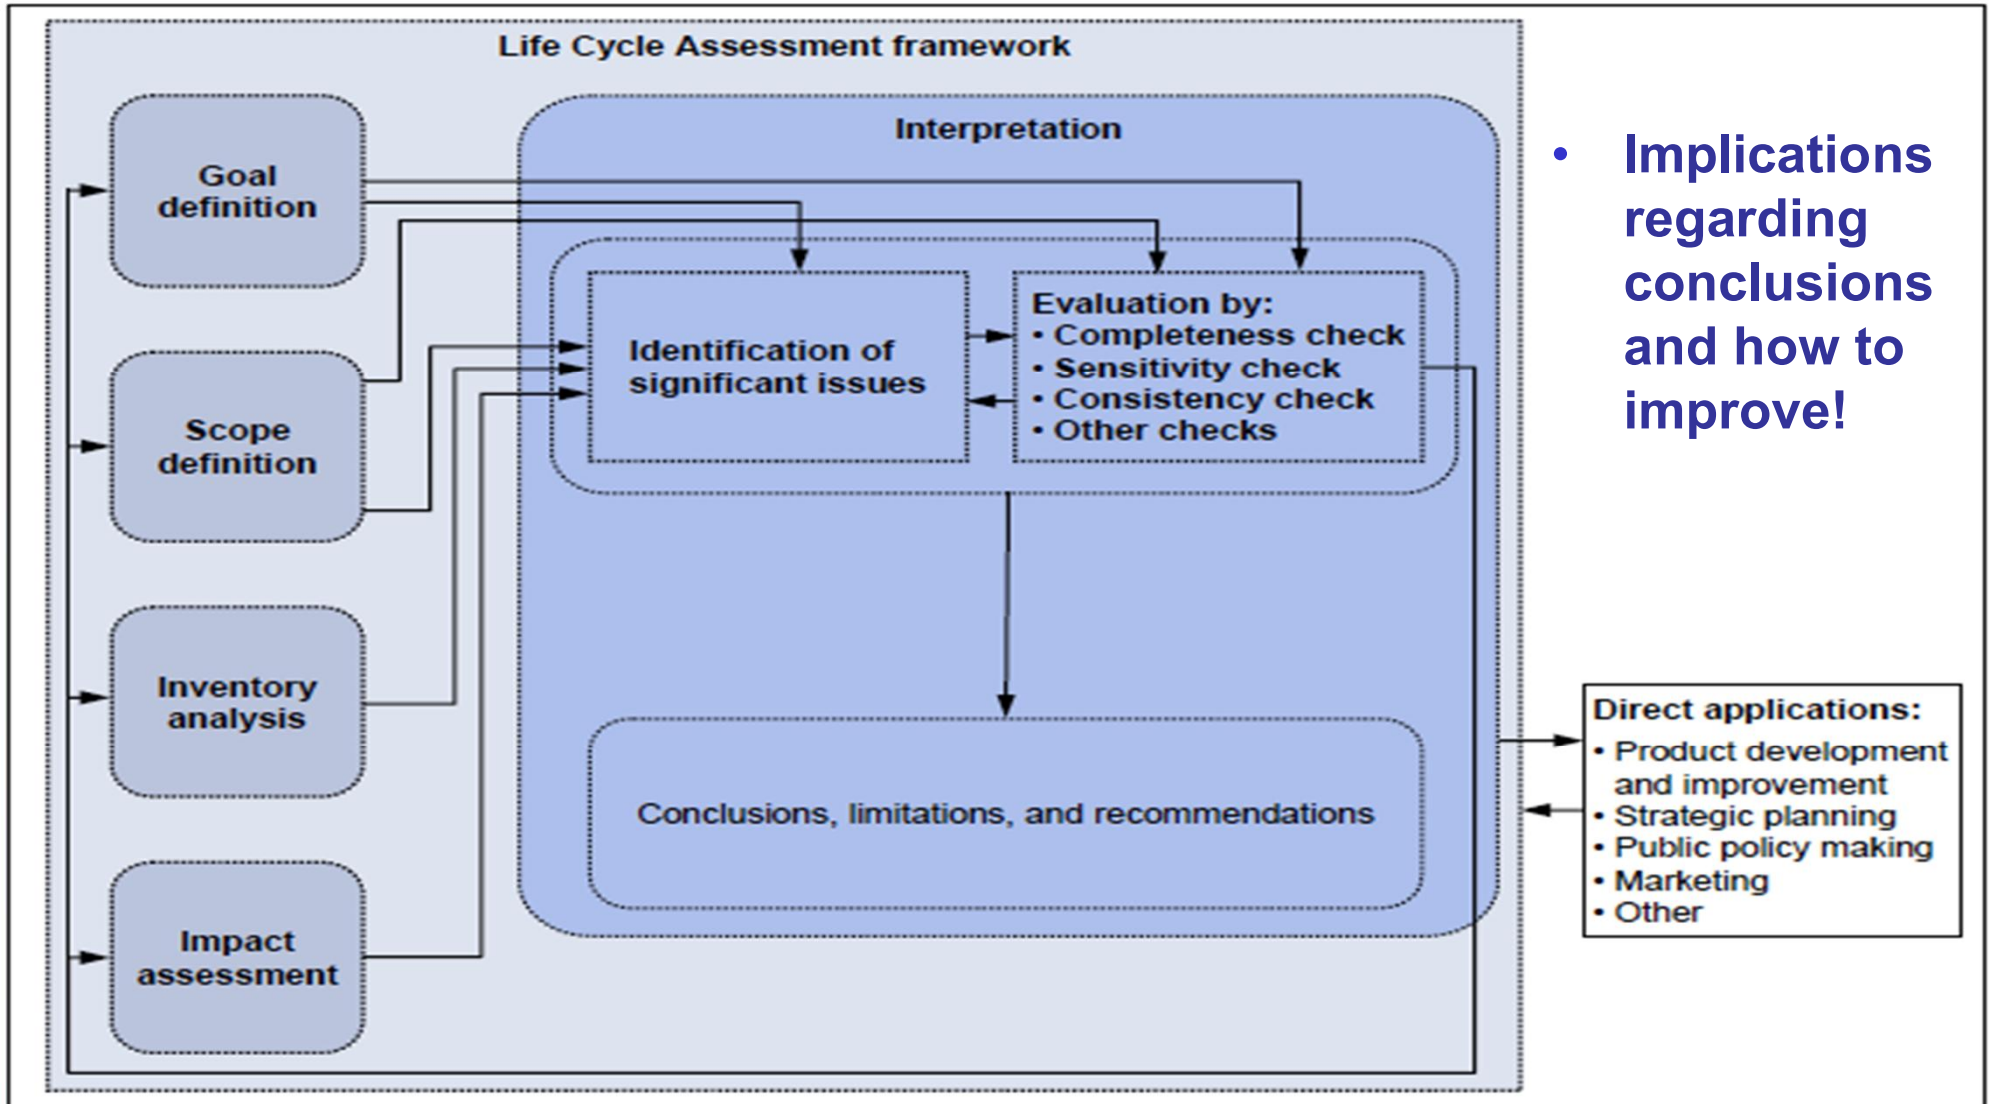 Life Cycle Assessment framework
Goal
definition
Scope
definition
Inventory
analysis
Impact
assessment
Interpretation
Identification of
significant issues
Evaluation by:
• Completeness check
• Sensitivity check
• Consistency check
• Other checks
Conclusions, limitations, and recommendations
• Implications
regarding
conclusions
and how to
improve!
Direct applications:
• Product development
and improvement
• Strategic planning
• Public policy making
• Marketing
• Other